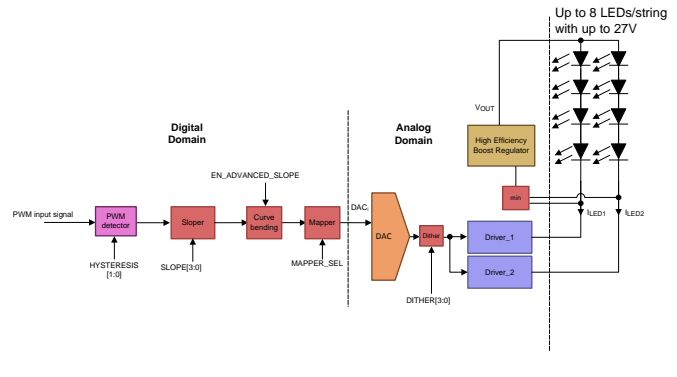 Up to 8 LEDs/string
with up to 27V
VOUT
Digital
Domain
Analog
Domain
High Efficiency
Boost Regulator
EN_ADVANCED_SLOPE
min
DACi
ILED1
ILED2
PWM input signal
PWM
detector
Sloper
Curve
bending
Mapper
DAC
Dither
Driver_1
HYSTERESIS
[1:0]
SLOPE[3:0]
MAPPER_SEL
Driver_2
DITHER[3:0]